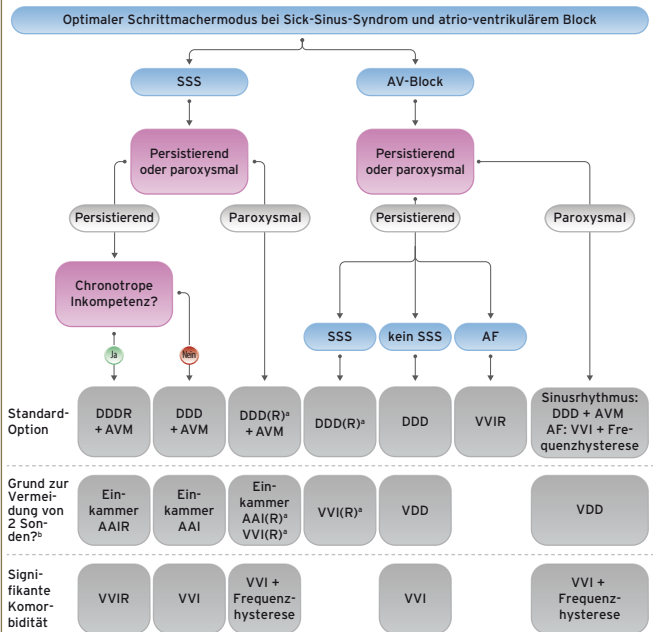 Optimaler Schrittmachermodus bei Sick-Sinus-Syndrom und atrio-ventrikulärem Block
SSS
AV-Block
Persistierend
oder paroxysmal
Persistierend
oder paroxysmal
Persistierend
Paroxysmal
Persistierend
Paroxysmal
Chronotrope
Inkompetenz?
Ja
Nein
SSS
kein SSS
AF
Standard-
Option
DDDR
+ AVM
DDD
+ AVM
DDD(R)ᵃ
+ AVM
DDD(R)ᵃ
DDD
VVIR
Sinusrhythmus:
DDD + AVM
AF: VVI + Fre-
quenzhysterese
Grund zur
Vermei-
dung von
2 Son-
den?ᵇ
Ein-
kammer
AAIR
Ein-
kammer
AAI
Ein-
kammer
AAI(R)ᵃ
VVI(R)ᵃ
VVI(R)ᵃ
VDD
VDD
Signi-
fikante
Komor-
bidität
VVIR
VVI
VVI +
Frequenz-
hysterese
VVI
VVI +
Frequenz-
hysterese